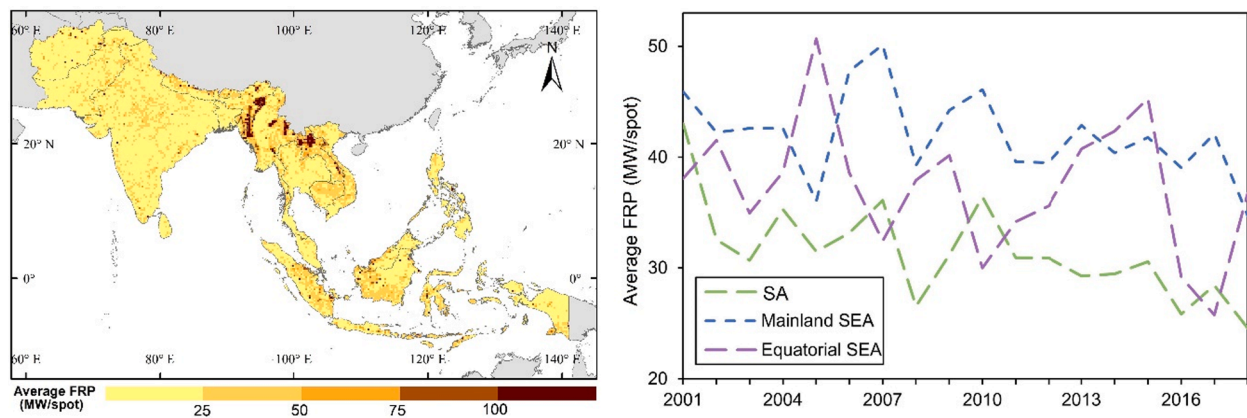 60° E
80° E
100° E
120° E
140° E
N
20° N
20° N
0°
0°
60° E
80° E
100° E
120° E
140° E
Average FRP
(MW/spot)
25
50
75
100
Average FRP (MW/spot)
50
40
30
20
SA
Mainland SEA
Equatorial SEA
2001
2004
2007
2010
2013
2016